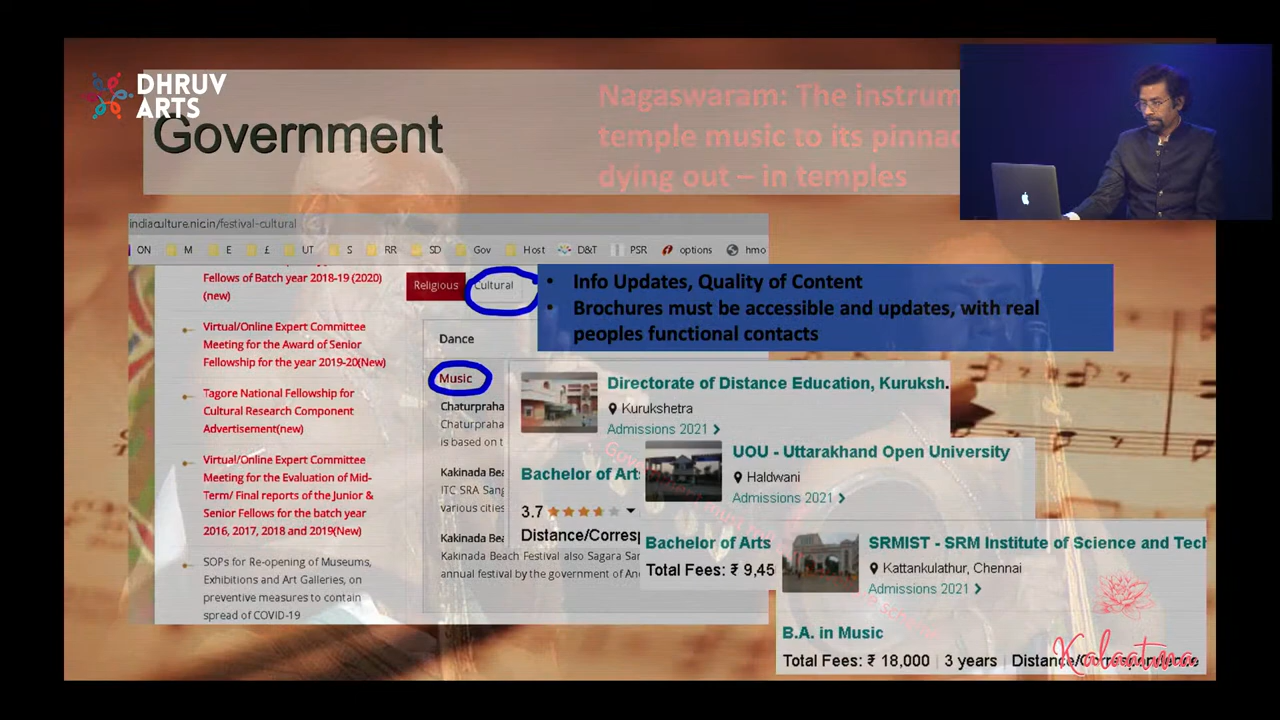 DHRUV
ARTS
Government
Nagaswaram: The instrum
temple music to its pinnac
dying out – in temples
indiaculture.nic.in/festival-cultural
ON M E £ UT S RR SD Gov Host D&T PSR options hmo
Fellows of Batch year 2018-19 (2020)
(new)
Virtual/Online Expert Committee
Meeting for the Award of Senior
Fellowship for the year 2019-20(New)
Tagore National Fellowship for
Cultural Research Component
Advertisement(new)
Virtual/Online Expert Committee
Meeting for the Evaluation of Mid-
Term/ Final reports of the Junior &
Senior Fellows for the batch year
2016, 2017, 2018 and 2019(New)
SOPs for Re-opening of Museums,
Exhibitions and Art Galleries, on
preventive measures to contain
spread of COVID-19
Religious Cultural
Dance
Music
Chaturpraha
Chaturpraha
is based on t
Kakinada Bea
ITC SRA Sang
various cities
Kakinada Bea
Kakinada Beach Festival also Sagara Sar
annual festival by the government of An
• Info Updates, Quality of Content
• Brochures must be accessible and updates, with real
peoples functional contacts
Directorate of Distance Education, Kuruksh.
Kurukshetra
Admissions 2021
Bachelor of Arts
3.7
Distance/Corresp
UOU - Uttarakhand Open University
Haldwani
Admissions 2021
Bachelor of Arts
Total Fees: ₹ 9,45
SRMIST - SRM Institute of Science and Tech
Kattankulathur, Chennai
Admissions 2021
B.A. in Music
Total Fees: ₹ 18,000 | 3 years | Distance/Correspondence
Kalaatma